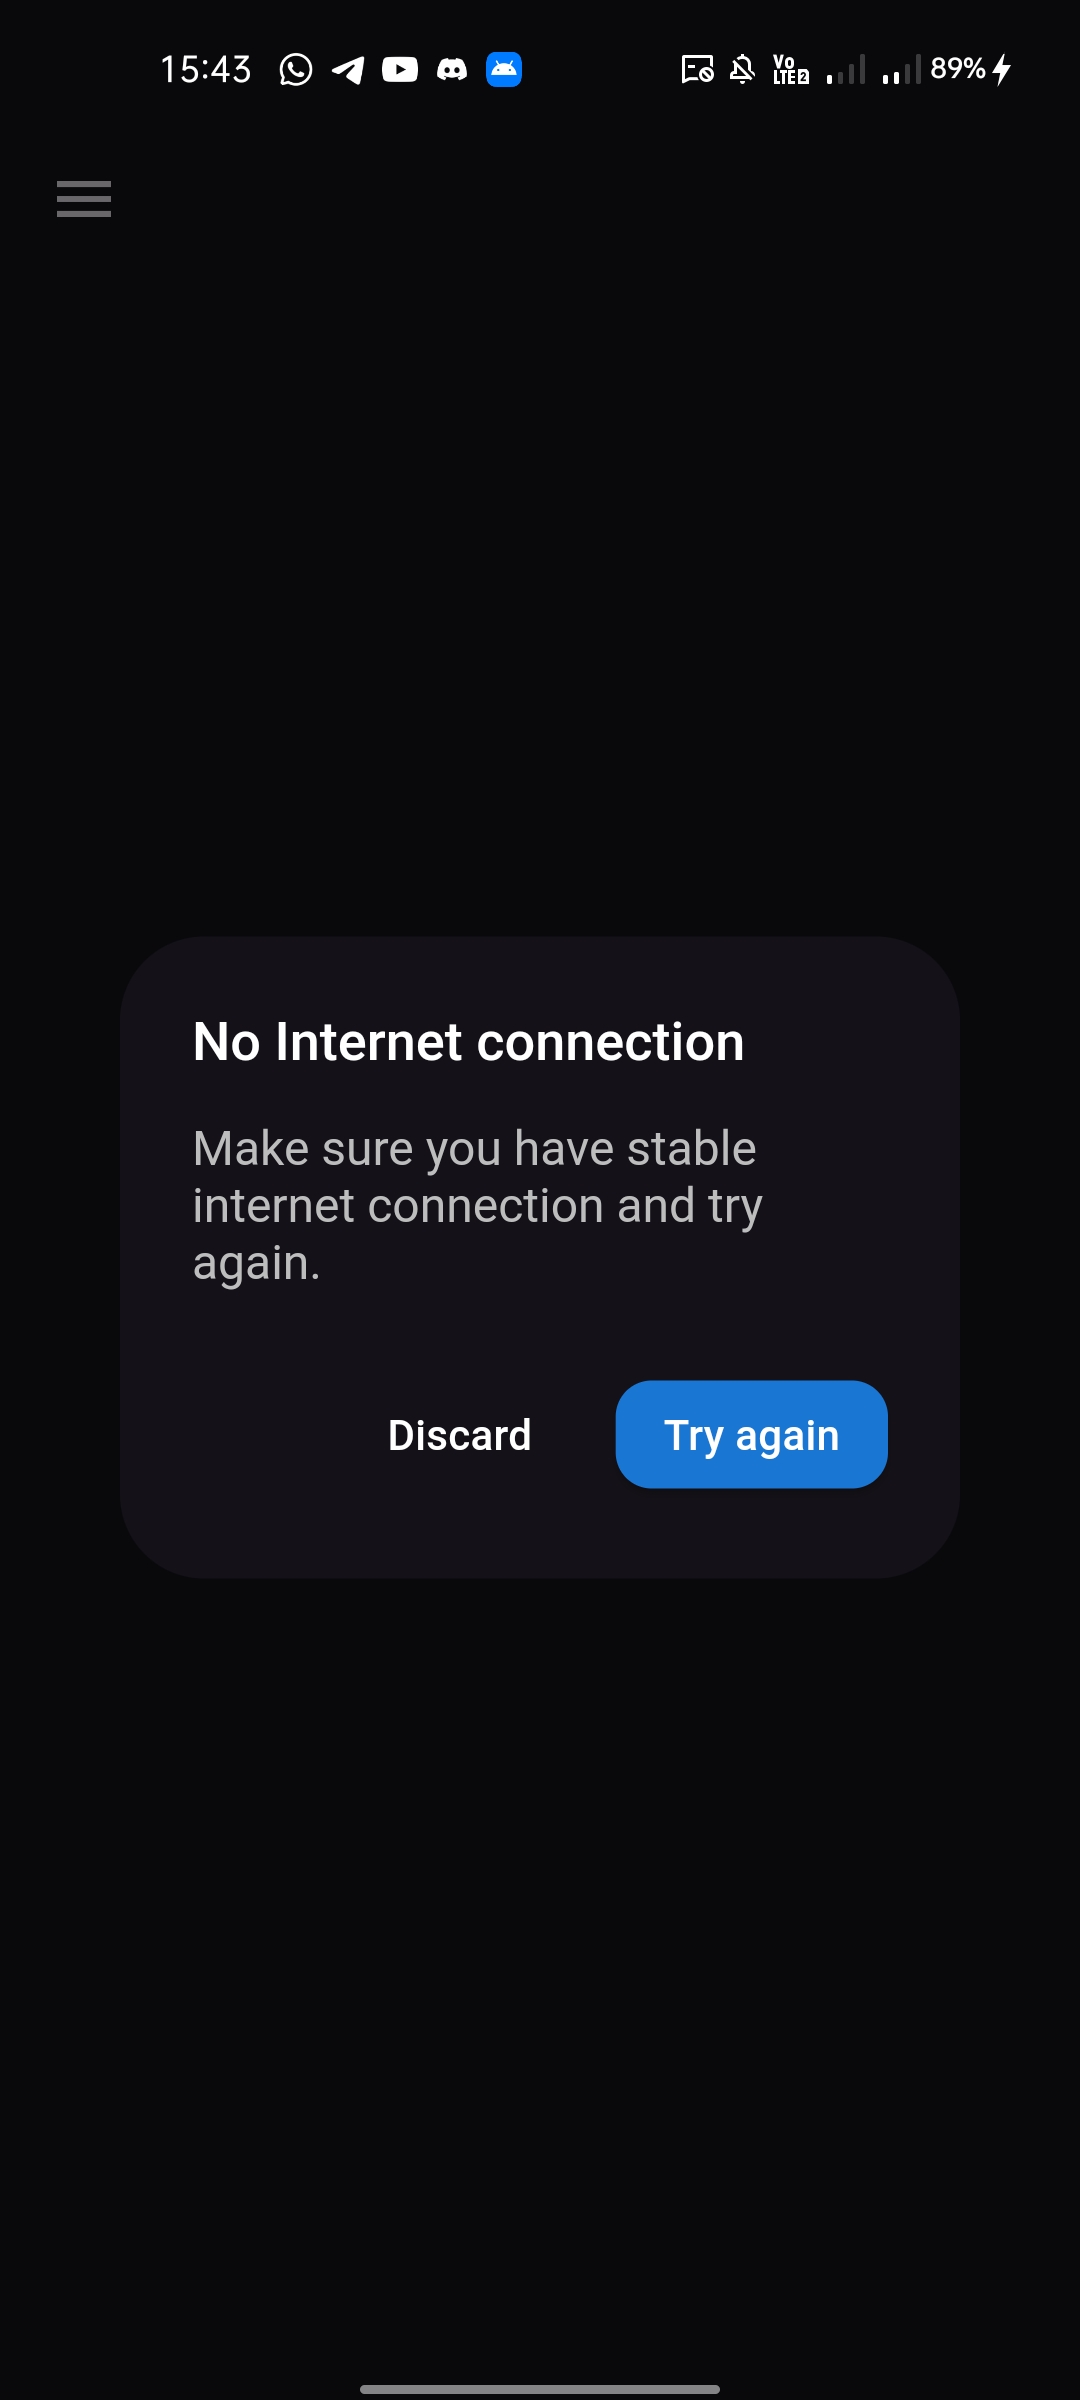 15:43 Vo LTE2 89%
No Internet connection
Make sure you have stable
internet connection and try
again.
Discard Try again